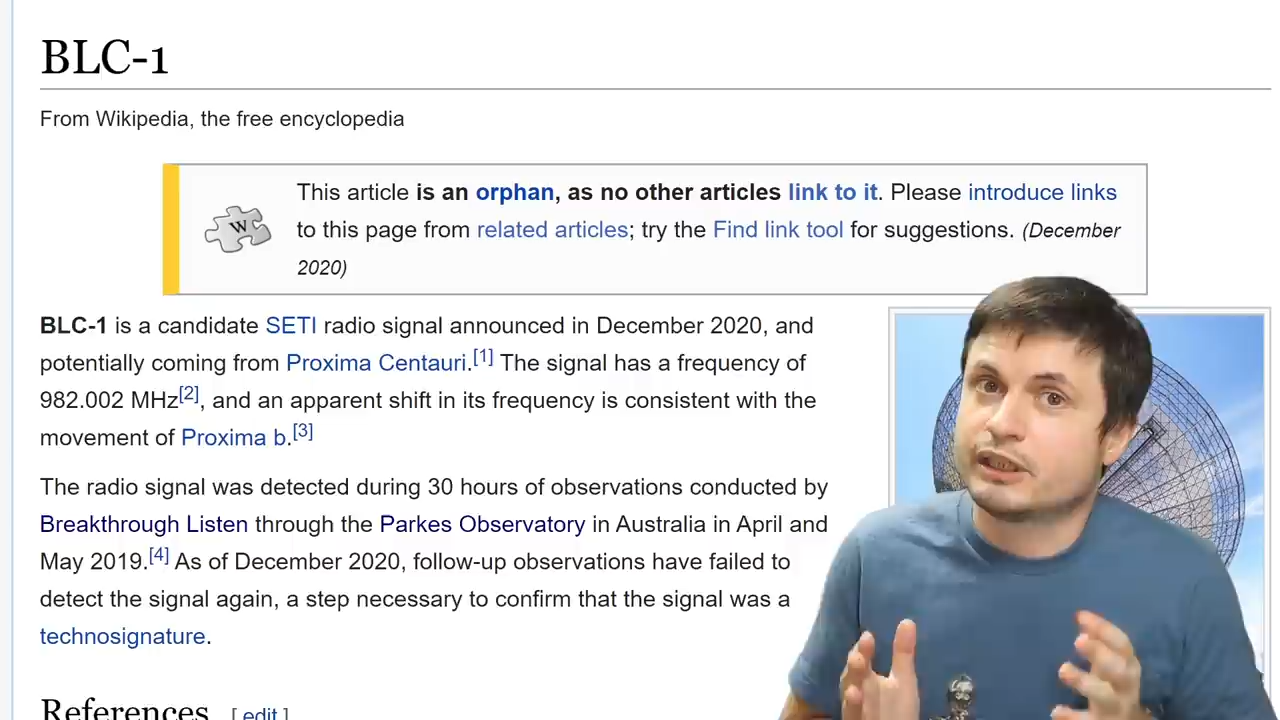 BLC-1
From Wikipedia, the free encyclopedia
This article is an orphan, as no other articles link to it. Please introduce links
to this page from related articles; try the Find link tool for suggestions. (December
2020)
W
BLC-1 is a candidate SETI radio signal announced in December 2020, and
potentially coming from Proxima Centauri.[1] The signal has a frequency of
982.002 MHz[2], and an apparent shift in its frequency is consistent with the
movement of Proxima b.[3]
The radio signal was detected during 30 hours of observations conducted by
Breakthrough Listen through the Parkes Observatory in Australia in April and
May 2019.[4] As of December 2020, follow-up observations have failed to
detect the signal again, a step necessary to confirm that the signal was a
technosignature.
References [ edit ]